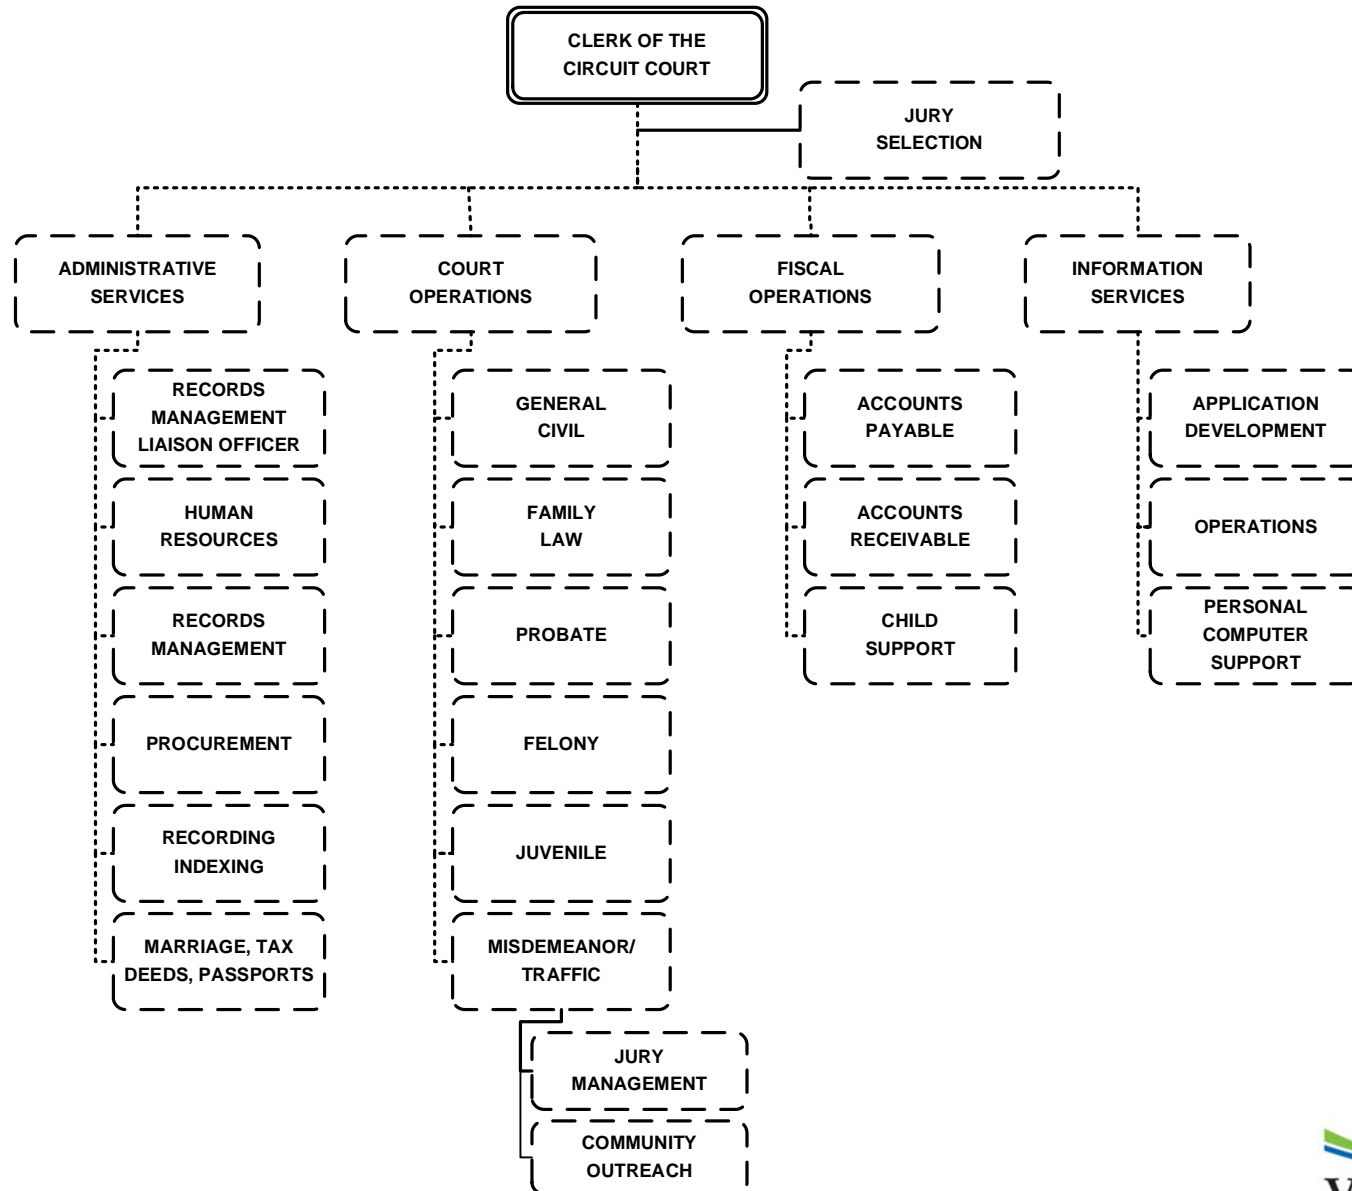 CLERK OF THE
CIRCUIT COURT
JURY
SELECTION
ADMINISTRATIVE
SERVICES
COURT
OPERATIONS
FISCAL
OPERATIONS
INFORMATION
SERVICES
RECORDS
MANAGEMENT
LIAISON OFFICER
HUMAN
RESOURCES
RECORDS
MANAGEMENT
PROCUREMENT
RECORDING
INDEXING
MARRIAGE, TAX
DEEDS, PASSPORTS
GENERAL
CIVIL
FAMILY
LAW
PROBATE
FELONY
JUVENILE
MISDEMEANOR/
TRAFFIC
JURY
MANAGEMENT
COMMUNITY
OUTREACH
ACCOUNTS
PAYABLE
ACCOUNTS
RECEIVABLE
CHILD
SUPPORT
APPLICATION
DEVELOPMENT
OPERATIONS
PERSONAL
COMPUTER
SUPPORT